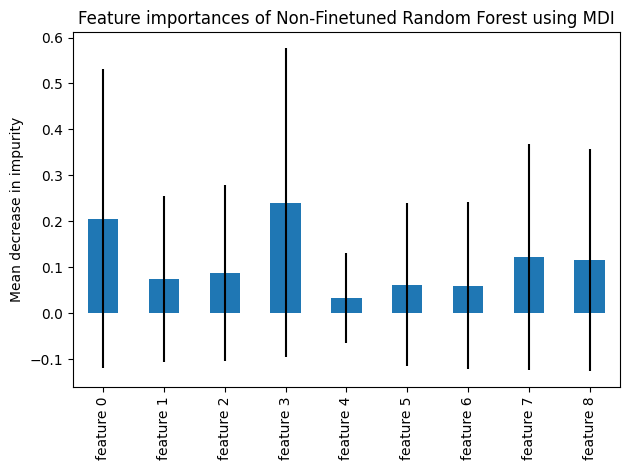 Feature importances of Non-Finetuned Random Forest using MDI
Mean decrease in impurity
0.6
0.5
0.4
0.3
0.2
0.1
0.0
−0.1
feature 0
feature 1
feature 2
feature 3
feature 4
feature 5
feature 6
feature 7
feature 8